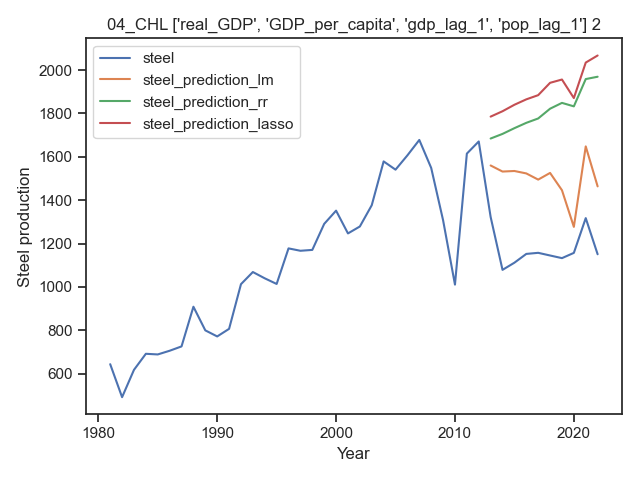 04_CHL ['real_GDP', 'GDP_per_capita', 'gdp_lag_1', 'pop_lag_1'] 2
steel
steel_prediction_lm
steel_prediction_rr
steel_prediction_lasso
2000
1800
1600
1400
1200
1000
800
600
Steel production
1980
1990
2000
2010
2020
Year